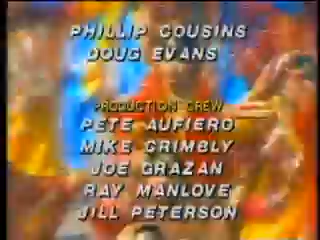 PHILLIP COUSINS
DOUG EVANS
PRODUCTION CREW
PETE AUFIERO
MIKE GRIMBLY
JOE GRAZAN
RAY MANLOVE
JILL PETERSON